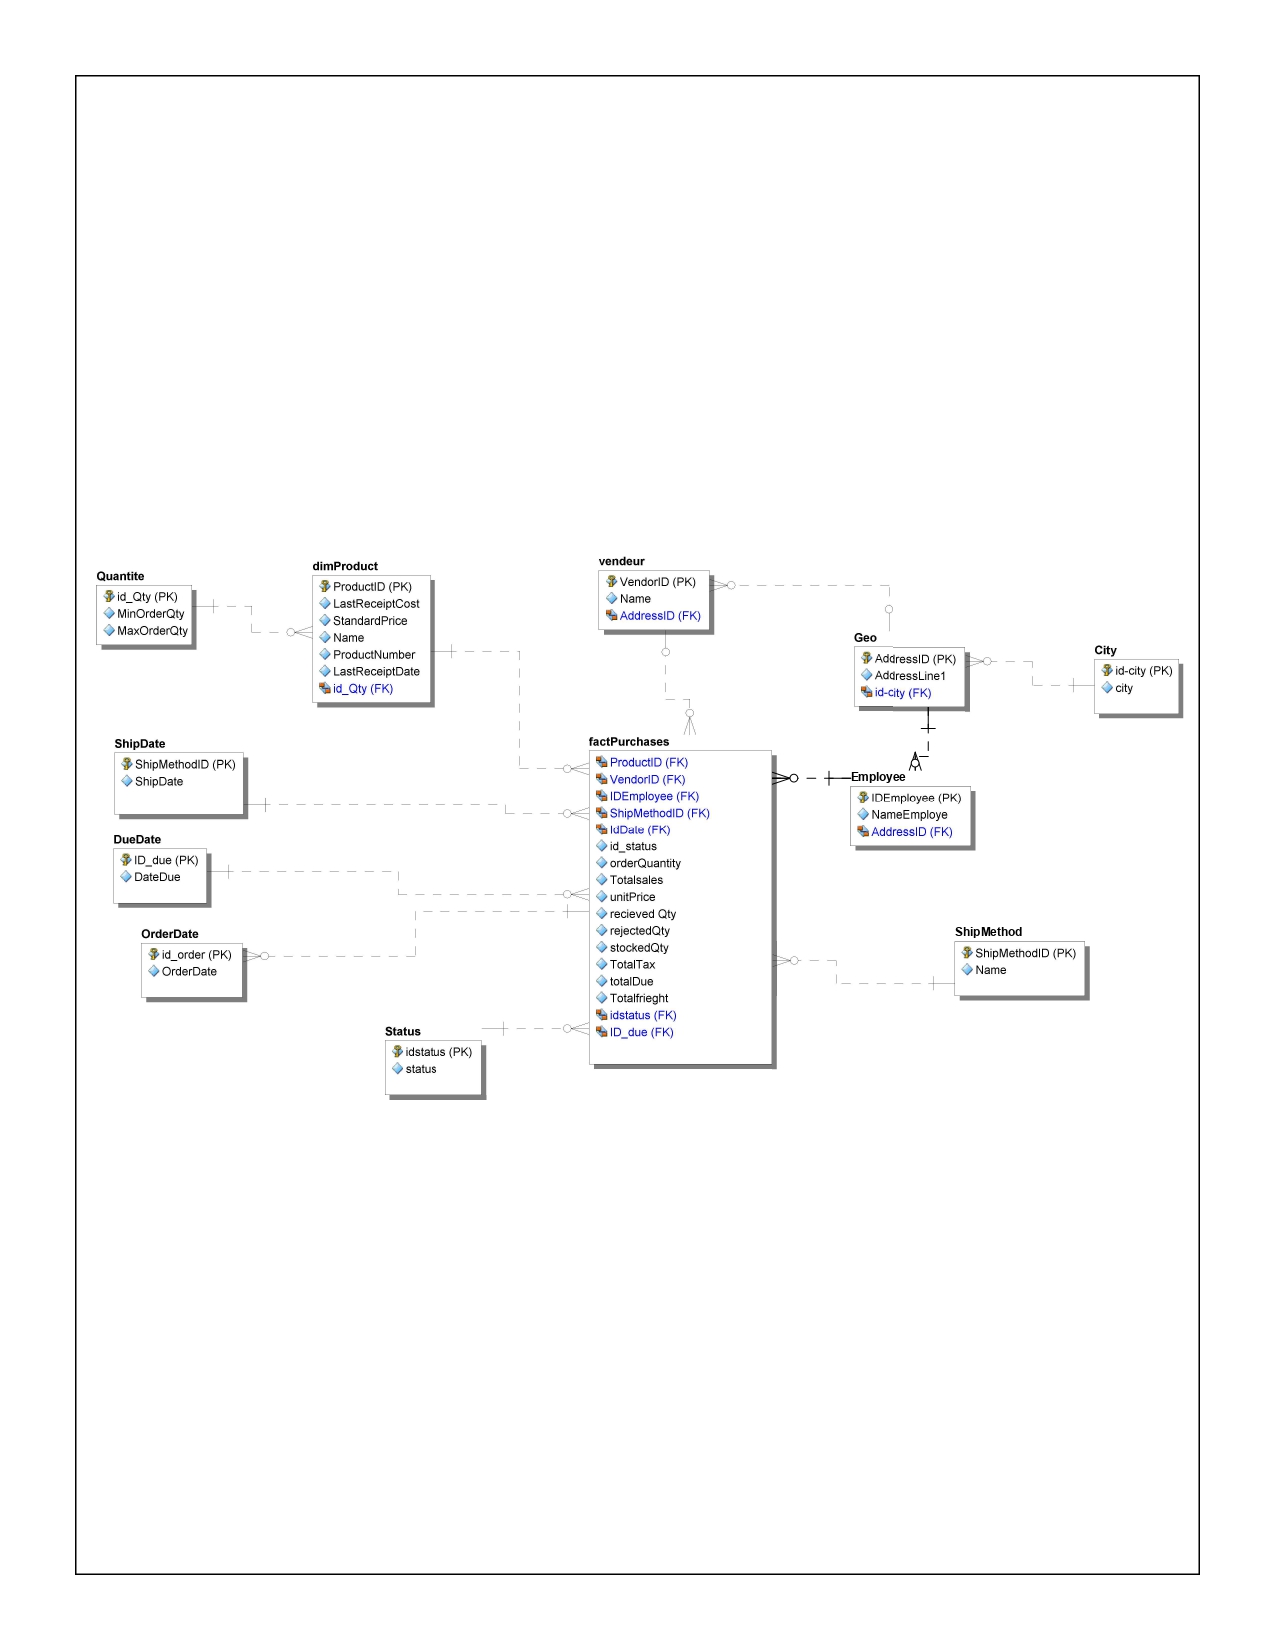 Quantite
id_Qty (PK)
MinOrderQty
MaxOrderQty
dimProduct
ProductID (PK)
LastReceiptCost
StandardPrice
Name
ProductNumber
LastReceiptDate
id_Qty (FK)
vendeur
VendorID (PK)
Name
AddressID (FK)
Geo
AddressID (PK)
AddressLine1
id-city (FK)
City
id-city (PK)
city
ShipDate
ShipMethodID (PK)
ShipDate
DueDate
ID_due (PK)
DateDue
OrderDate
id_order (PK)
OrderDate
Status
idstatus (PK)
status
factPurchases
ProductID (FK)
VendorID (FK)
IDEmployee (FK)
ShipMethodID (FK)
IdDate (FK)
id_status
orderQuantity
Totalsales
unitPrice
recieved Qty
rejectedQty
stockedQty
TotalTax
totalDue
Totalfrieght
idstatus (FK)
ID_due (FK)
Employee
IDEmployee (PK)
NameEmploye
AddressID (FK)
ShipMethod
ShipMethodID (PK)
Name